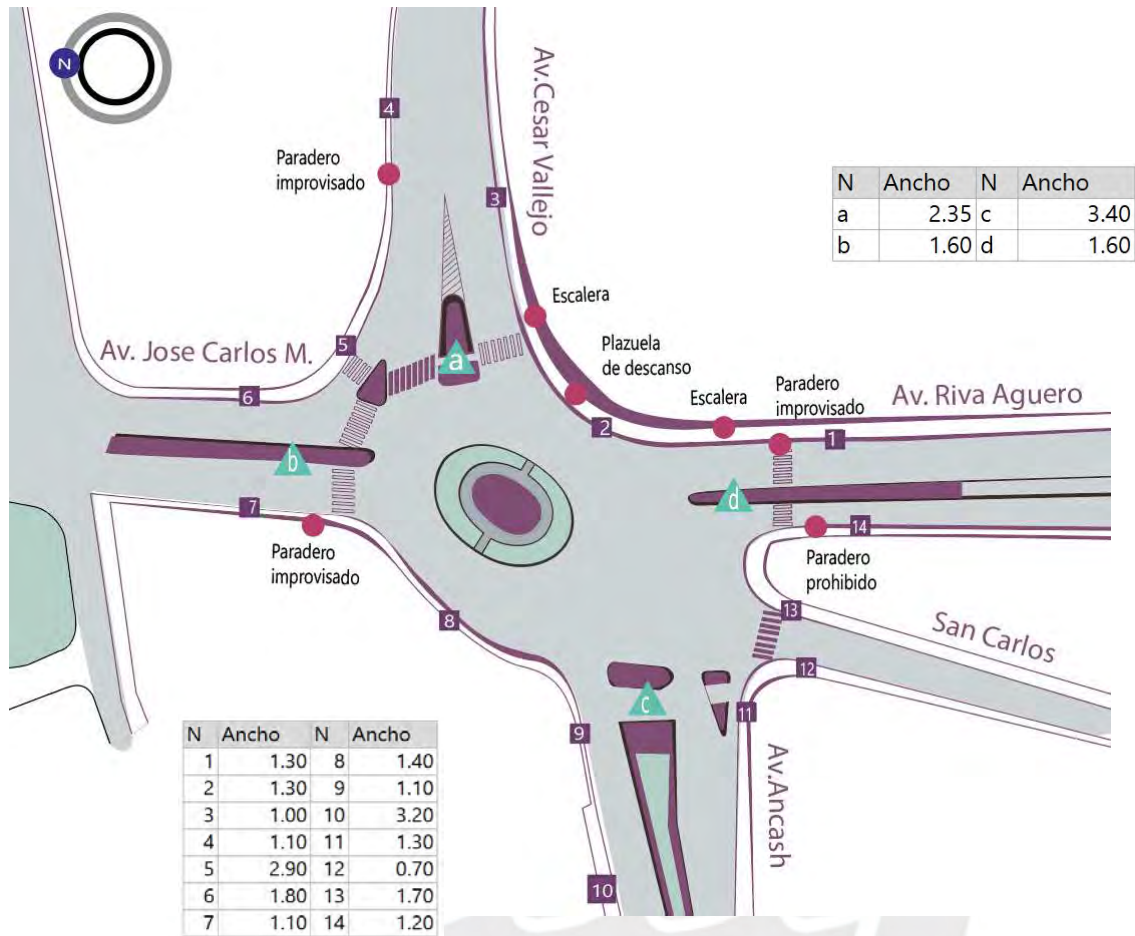 N
4
Av.Cesar Vallejo
Paradero
improvisado
3
N Ancho N Ancho
a 2.35 c 3.40
b 1.60 d 1.60
Escalera
5
Av. Jose Carlos M.
a
Plazuela
de descanso
6
Escalera
Paradero
improvisado
Av. Riva Aguero
2
1
b
d
7
14
Paradero
improvisado
Paradero
prohibido
8
13
San Carlos
12
c
11
9
Av.Ancash
10
N Ancho N Ancho
1 1.30 8 1.40
2 1.30 9 1.10
3 1.00 10 3.20
4 1.10 11 1.30
5 2.90 12 0.70
6 1.80 13 1.70
7 1.10 14 1.20